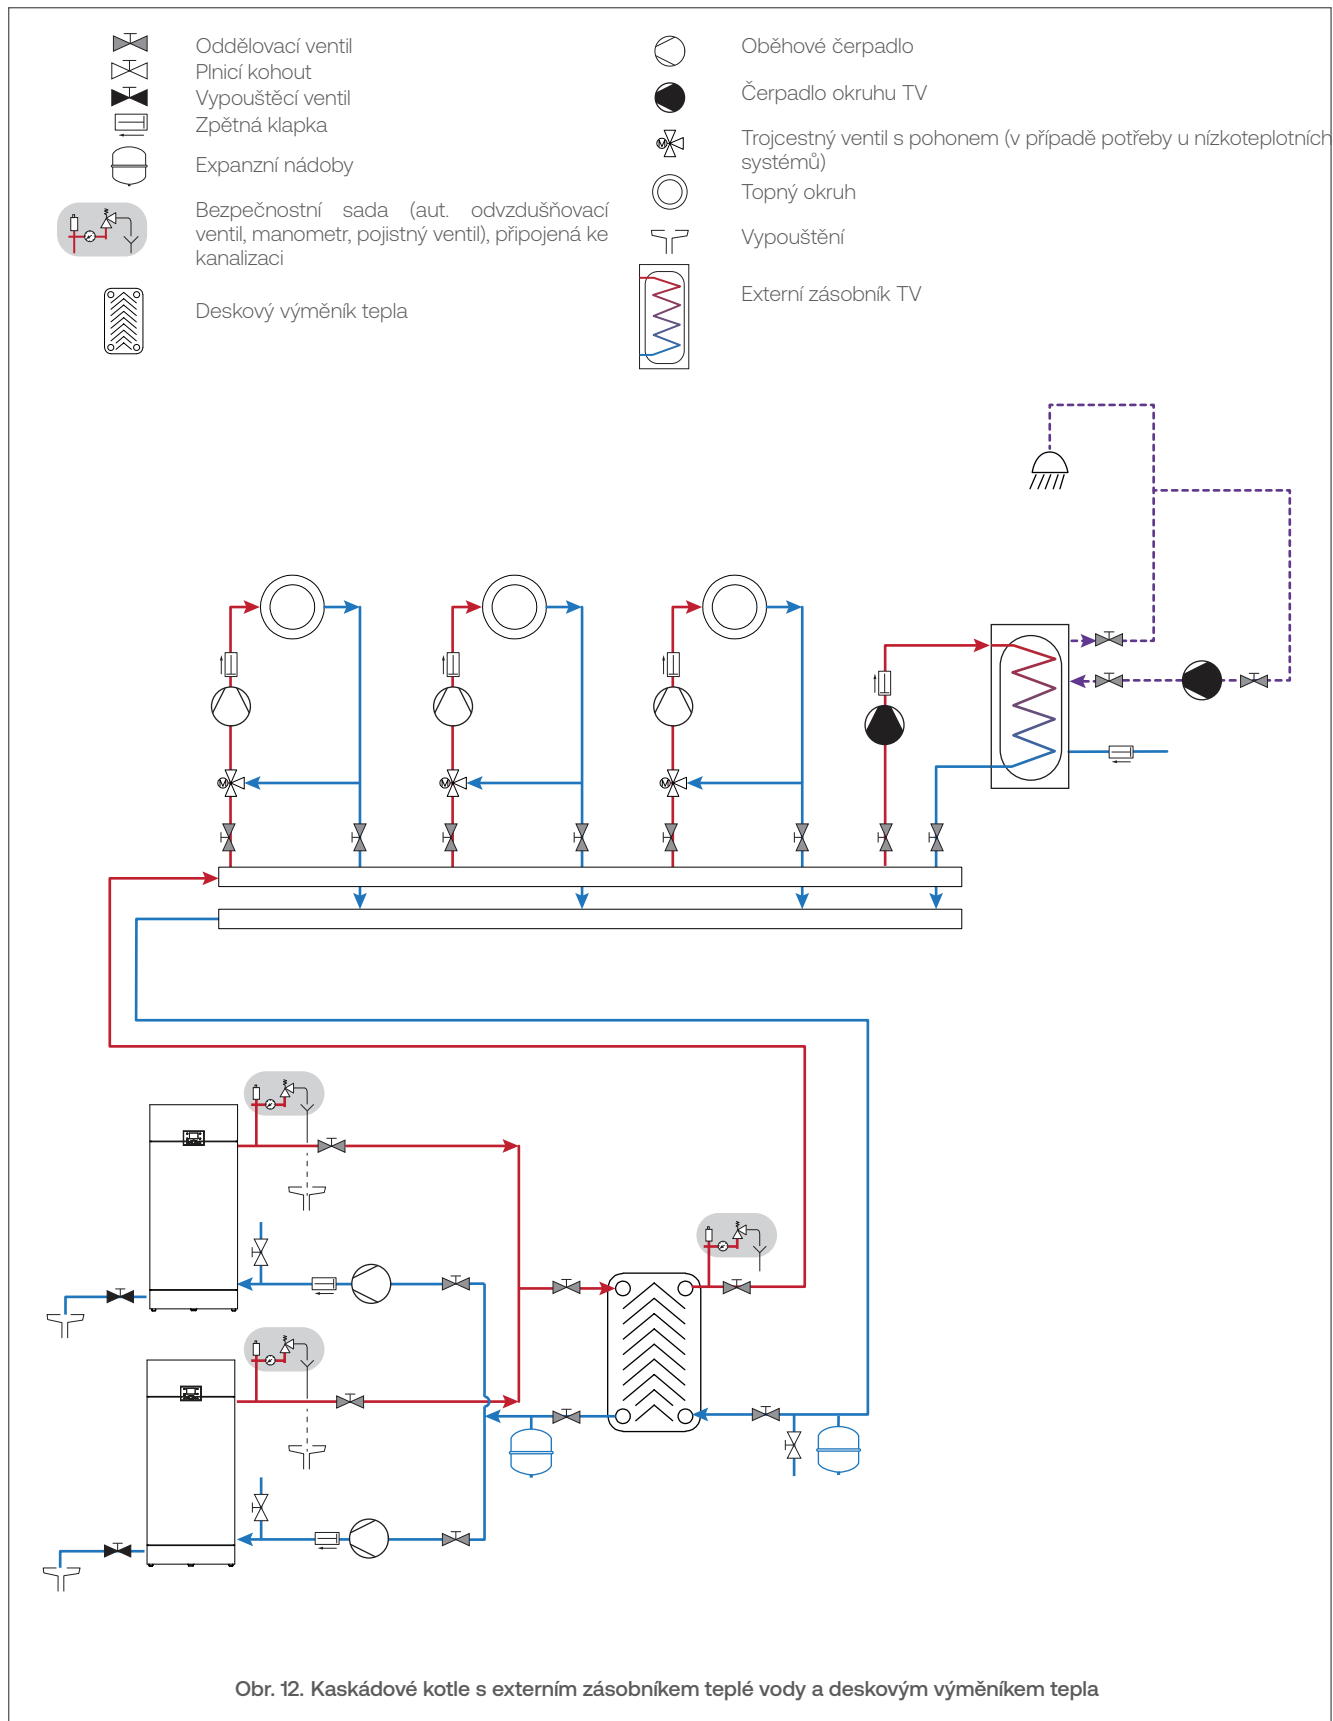 Oddělovací ventil
Plnicí kohout
Vypouštěcí ventil
Zpětná klapka
Expanzní nádoby
Bezpečnostní sada (aut. odvzdušňovací
ventil, manometr, pojistný ventil), připojená ke
kanalizaci
Deskový výměník tepla
Oběhové čerpadlo
Čerpadlo okruhu TV
M
Trojcestný ventil s pohonem (v případě potřeby u nízkoteplotních
systémů)
Topný okruh
Vypouštění
Externí zásobník TV
M
M
M
Obr. 12. Kaskádové kotle s externím zásobníkem teplé vody a deskovým výměníkem tepla